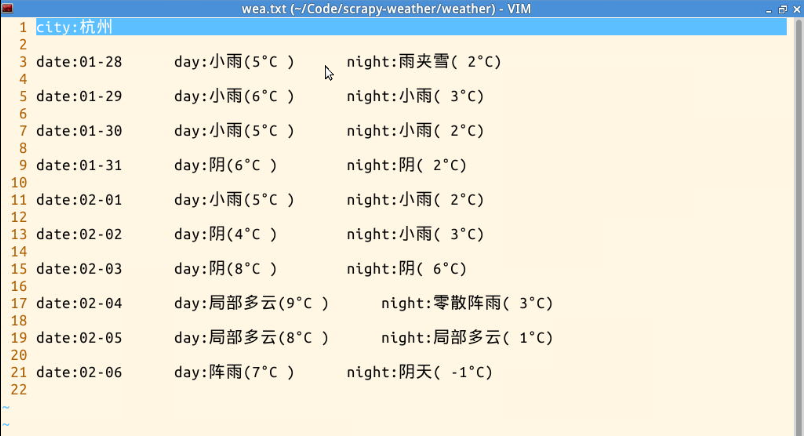 wea.txt (~/Code/scrapy-weather/weather) - VIM
1 city:杭州
2
3 date:01-28 day:小雨(5°C ) night:雨夹雪( 2°C)
4
5 date:01-29 day:小雨(6°C ) night:小雨( 3°C)
6
7 date:01-30 day:小雨(5°C ) night:小雨( 2°C)
8
9 date:01-31 day:阴(6°C ) night:阴( 2°C)
10
11 date:02-01 day:小雨(5°C ) night:小雨( 2°C)
12
13 date:02-02 day:阴(4°C ) night:小雨( 3°C)
14
15 date:02-03 day:阴(8°C ) night:阴( 6°C)
16
17 date:02-04 day:局部多云(9°C ) night:零散阵雨( 3°C)
18
19 date:02-05 day:局部多云(8°C ) night:局部多云( 1°C)
20
21 date:02-06 day:阵雨(7°C ) night:阴天( -1°C)
22
~
~